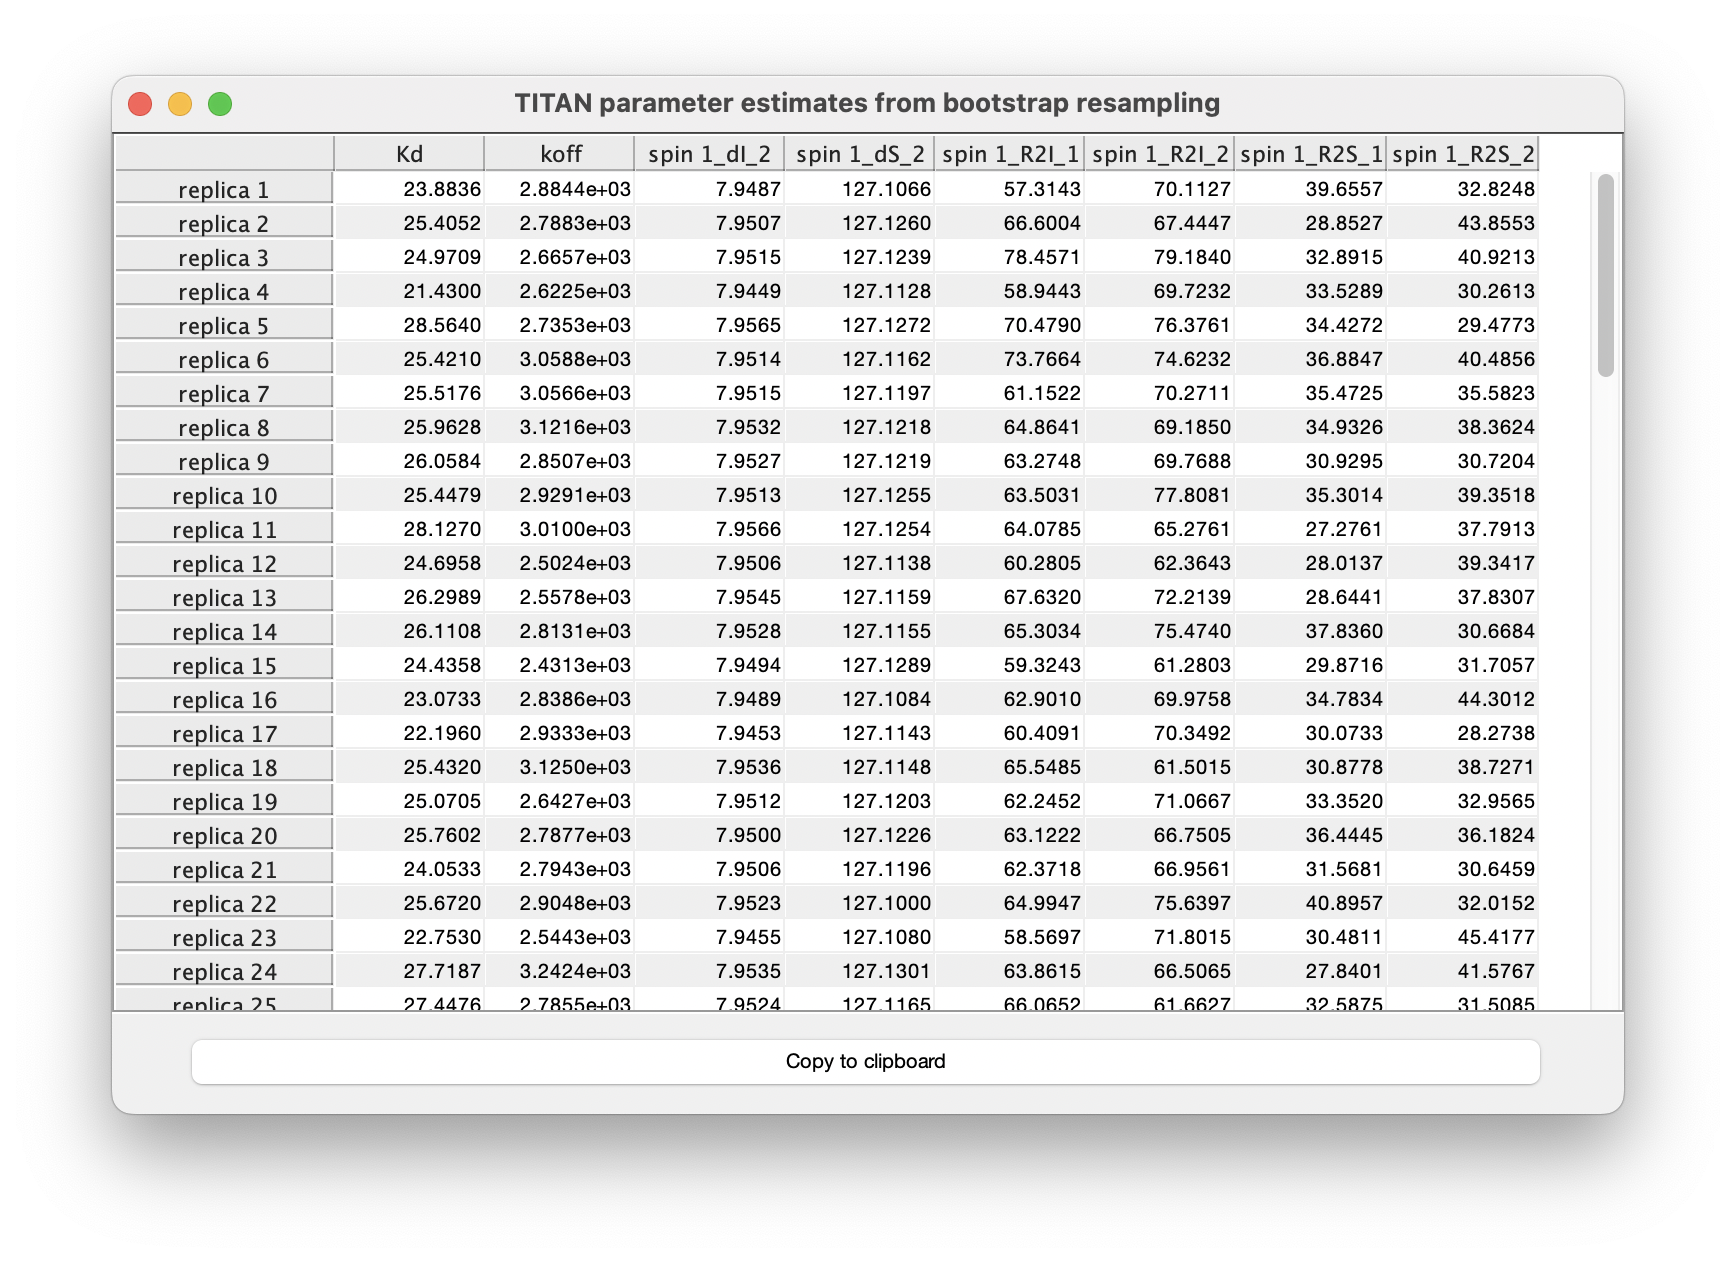 TITAN parameter estimates from bootstrap resampling
Kd koff spin 1_dI_2 spin 1_dS_2 spin 1_R2I_1 spin 1_R2I_2 spin 1_R2S_1 spin 1_R2S_2
replica 1 23.8836 2.8844e+03 7.9487 127.1066 57.3143 70.1127 39.6557 32.8248
replica 2 25.4052 2.7883e+03 7.9507 127.1260 66.6004 67.4447 28.8527 43.8553
replica 3 24.9709 2.6657e+03 7.9515 127.1239 78.4571 79.1840 32.8915 40.9213
replica 4 21.4300 2.6225e+03 7.9449 127.1128 58.9443 69.7232 33.5289 30.2613
replica 5 28.5640 2.7353e+03 7.9565 127.1272 70.4790 76.3761 34.4272 29.4773
replica 6 25.4210 3.0588e+03 7.9514 127.1162 73.7664 74.6232 36.8847 40.4856
replica 7 25.5176 3.0566e+03 7.9515 127.1197 61.1522 70.2711 35.4725 35.5823
replica 8 25.9628 3.1216e+03 7.9532 127.1218 64.8641 69.1850 34.9326 38.3624
replica 9 26.0584 2.8507e+03 7.9527 127.1219 63.2748 69.7688 30.9295 30.7204
replica 10 25.4479 2.9291e+03 7.9513 127.1255 63.5031 77.8081 35.3014 39.3518
replica 11 28.1270 3.0100e+03 7.9566 127.1254 64.0785 65.2761 27.2761 37.7913
replica 12 24.6958 2.5024e+03 7.9506 127.1138 60.2805 62.3643 28.0137 39.3417
replica 13 26.2989 2.5578e+03 7.9545 127.1159 67.6320 72.2139 28.6441 37.8307
replica 14 26.1108 2.8131e+03 7.9528 127.1155 65.3034 75.4740 37.8360 30.6684
replica 15 24.4358 2.4313e+03 7.9494 127.1289 59.3243 61.2803 29.8716 31.7057
replica 16 23.0733 2.8386e+03 7.9489 127.1084 62.9010 69.9758 34.7834 44.3012
replica 17 22.1960 2.9333e+03 7.9453 127.1143 60.4091 70.3492 30.0733 28.2738
replica 18 25.4320 3.1250e+03 7.9536 127.1148 65.5485 61.5015 30.8778 38.7271
replica 19 25.0705 2.6427e+03 7.9512 127.1203 62.2452 71.0667 33.3520 32.9565
replica 20 25.7602 2.7877e+03 7.9500 127.1226 63.1222 66.7505 36.4445 36.1824
replica 21 24.0533 2.7943e+03 7.9506 127.1196 62.3718 66.9561 31.5681 30.6459
replica 22 25.6720 2.9048e+03 7.9523 127.1000 64.9947 75.6397 40.8957 32.0152
replica 23 22.7530 2.5443e+03 7.9455 127.1080 58.5697 71.8015 30.4811 45.4177
replica 24 27.7187 3.2424e+03 7.9535 127.1301 63.8615 66.5065 27.8401 41.5767
replica 25 27.4476 2.7855e+03 7.9524 127.1165 66.0652 61.6627 32.5875 31.5085
Copy to clipboard